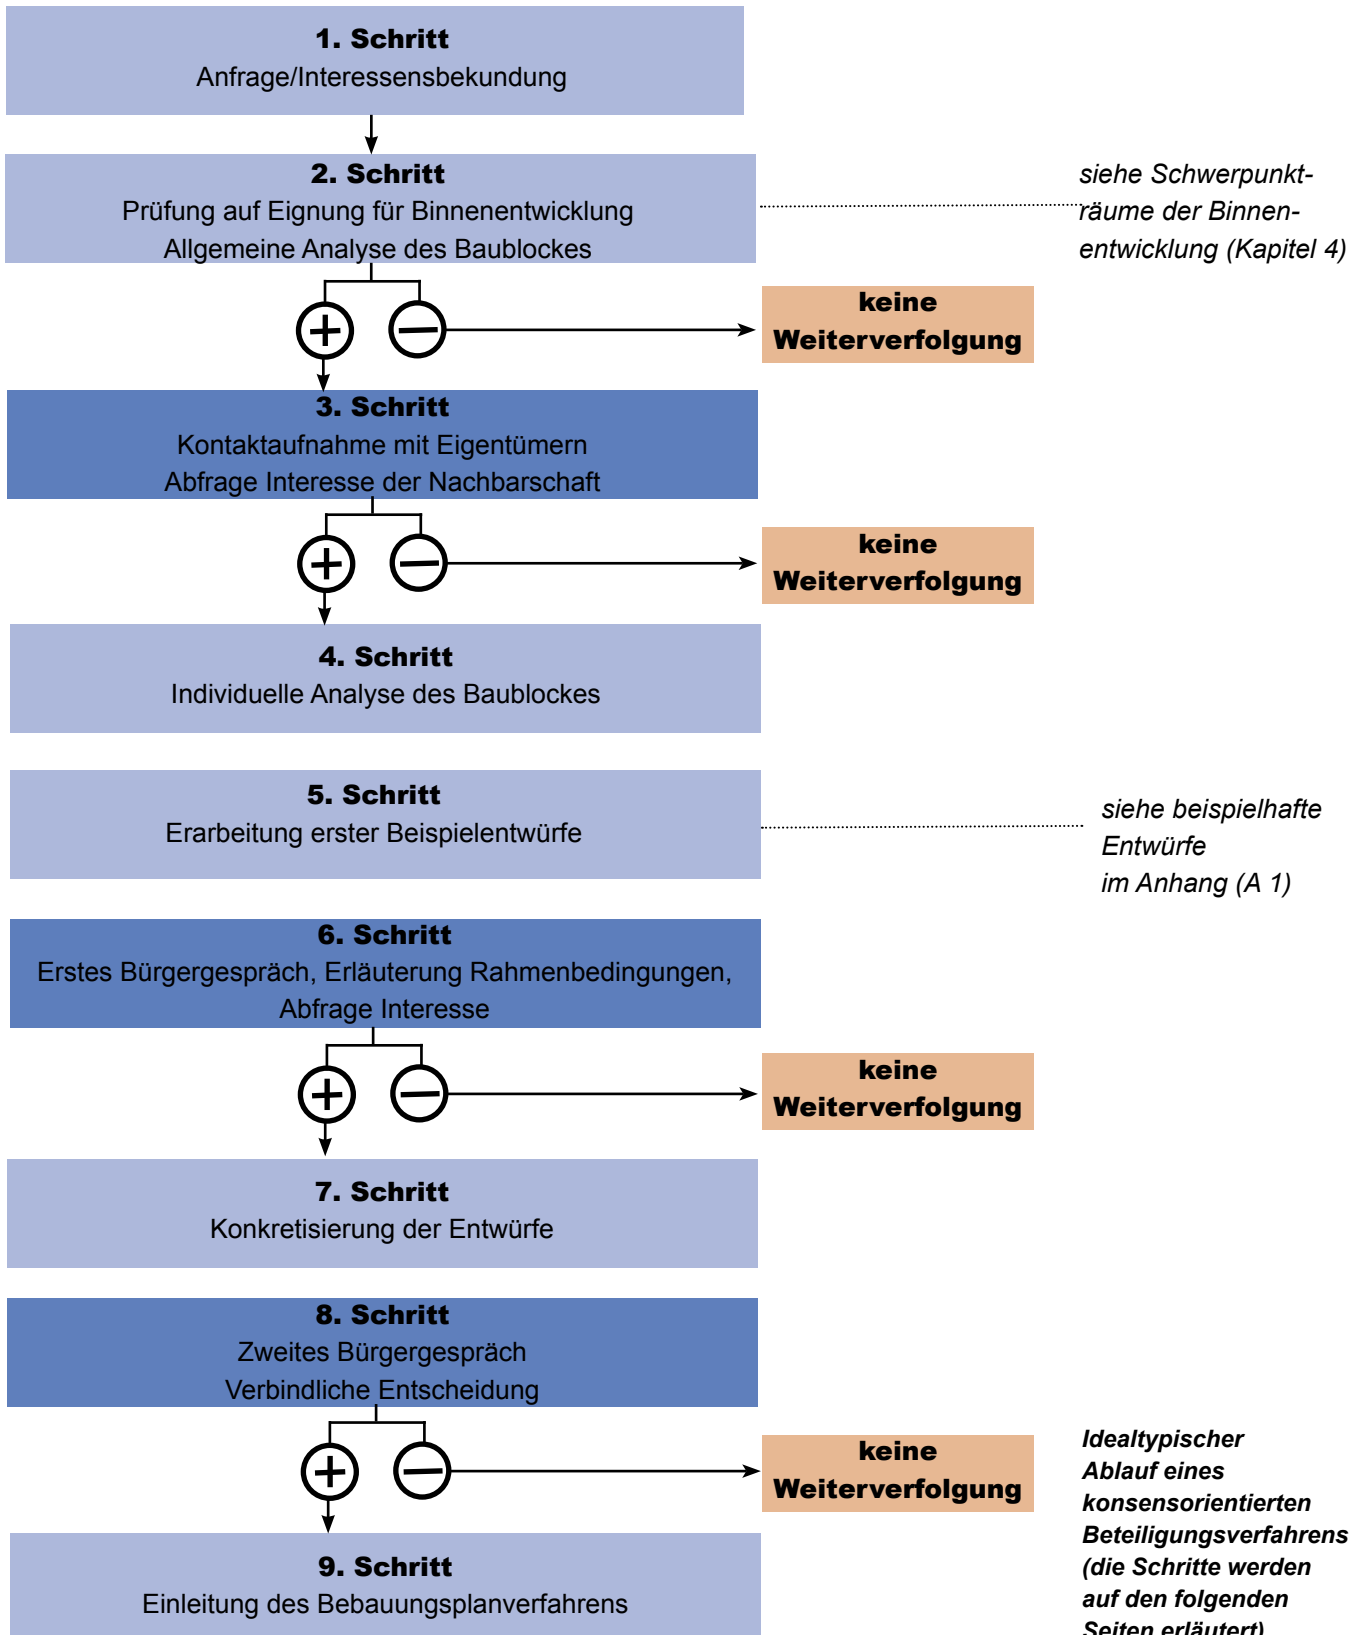 1. Schritt
Anfrage/Interessensbekundung
2. Schritt
Prüfung auf Eignung für Binnenentwicklung
Allgemeine Analyse des Baublockes
siehe Schwerpunkt-
räume der Binnen-
entwicklung (Kapitel 4)
keine
Weiterverfolgung
3. Schritt
Kontaktaufnahme mit Eigentümern
Abfrage Interesse der Nachbarschaft
keine
Weiterverfolgung
4. Schritt
Individuelle Analyse des Baublockes
5. Schritt
Erarbeitung erster Beispielentwürfe
siehe beispielhafte
Entwürfe
im Anhang (A 1)
6. Schritt
Erstes Bürgergespräch, Erläuterung Rahmenbedingungen,
Abfrage Interesse
keine
Weiterverfolgung
7. Schritt
Konkretisierung der Entwürfe
8. Schritt
Zweites Bürgergespräch
Verbindliche Entscheidung
keine
Weiterverfolgung
9. Schritt
Einleitung des Bebauungsplanverfahrens
Idealtypischer
Ablauf eines
konsensorientierten
Beteiligungsverfahrens
(die Schritte werden
auf den folgenden
Seiten erläutert)